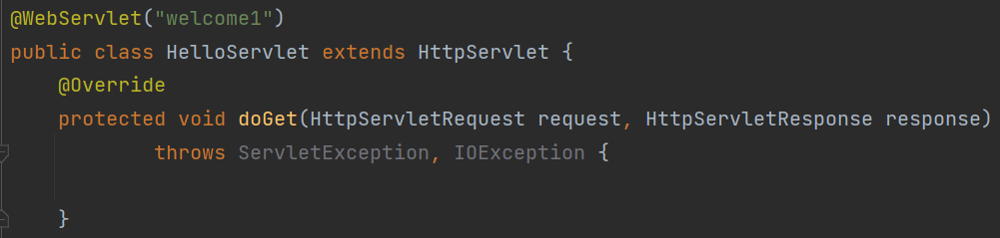 @WebServlet("welcome1")
public class HelloServlet extends HttpServlet {
    @Override
    protected void doGet(HttpServletRequest request, HttpServletResponse response)
            throws ServletException, IOException {
    }